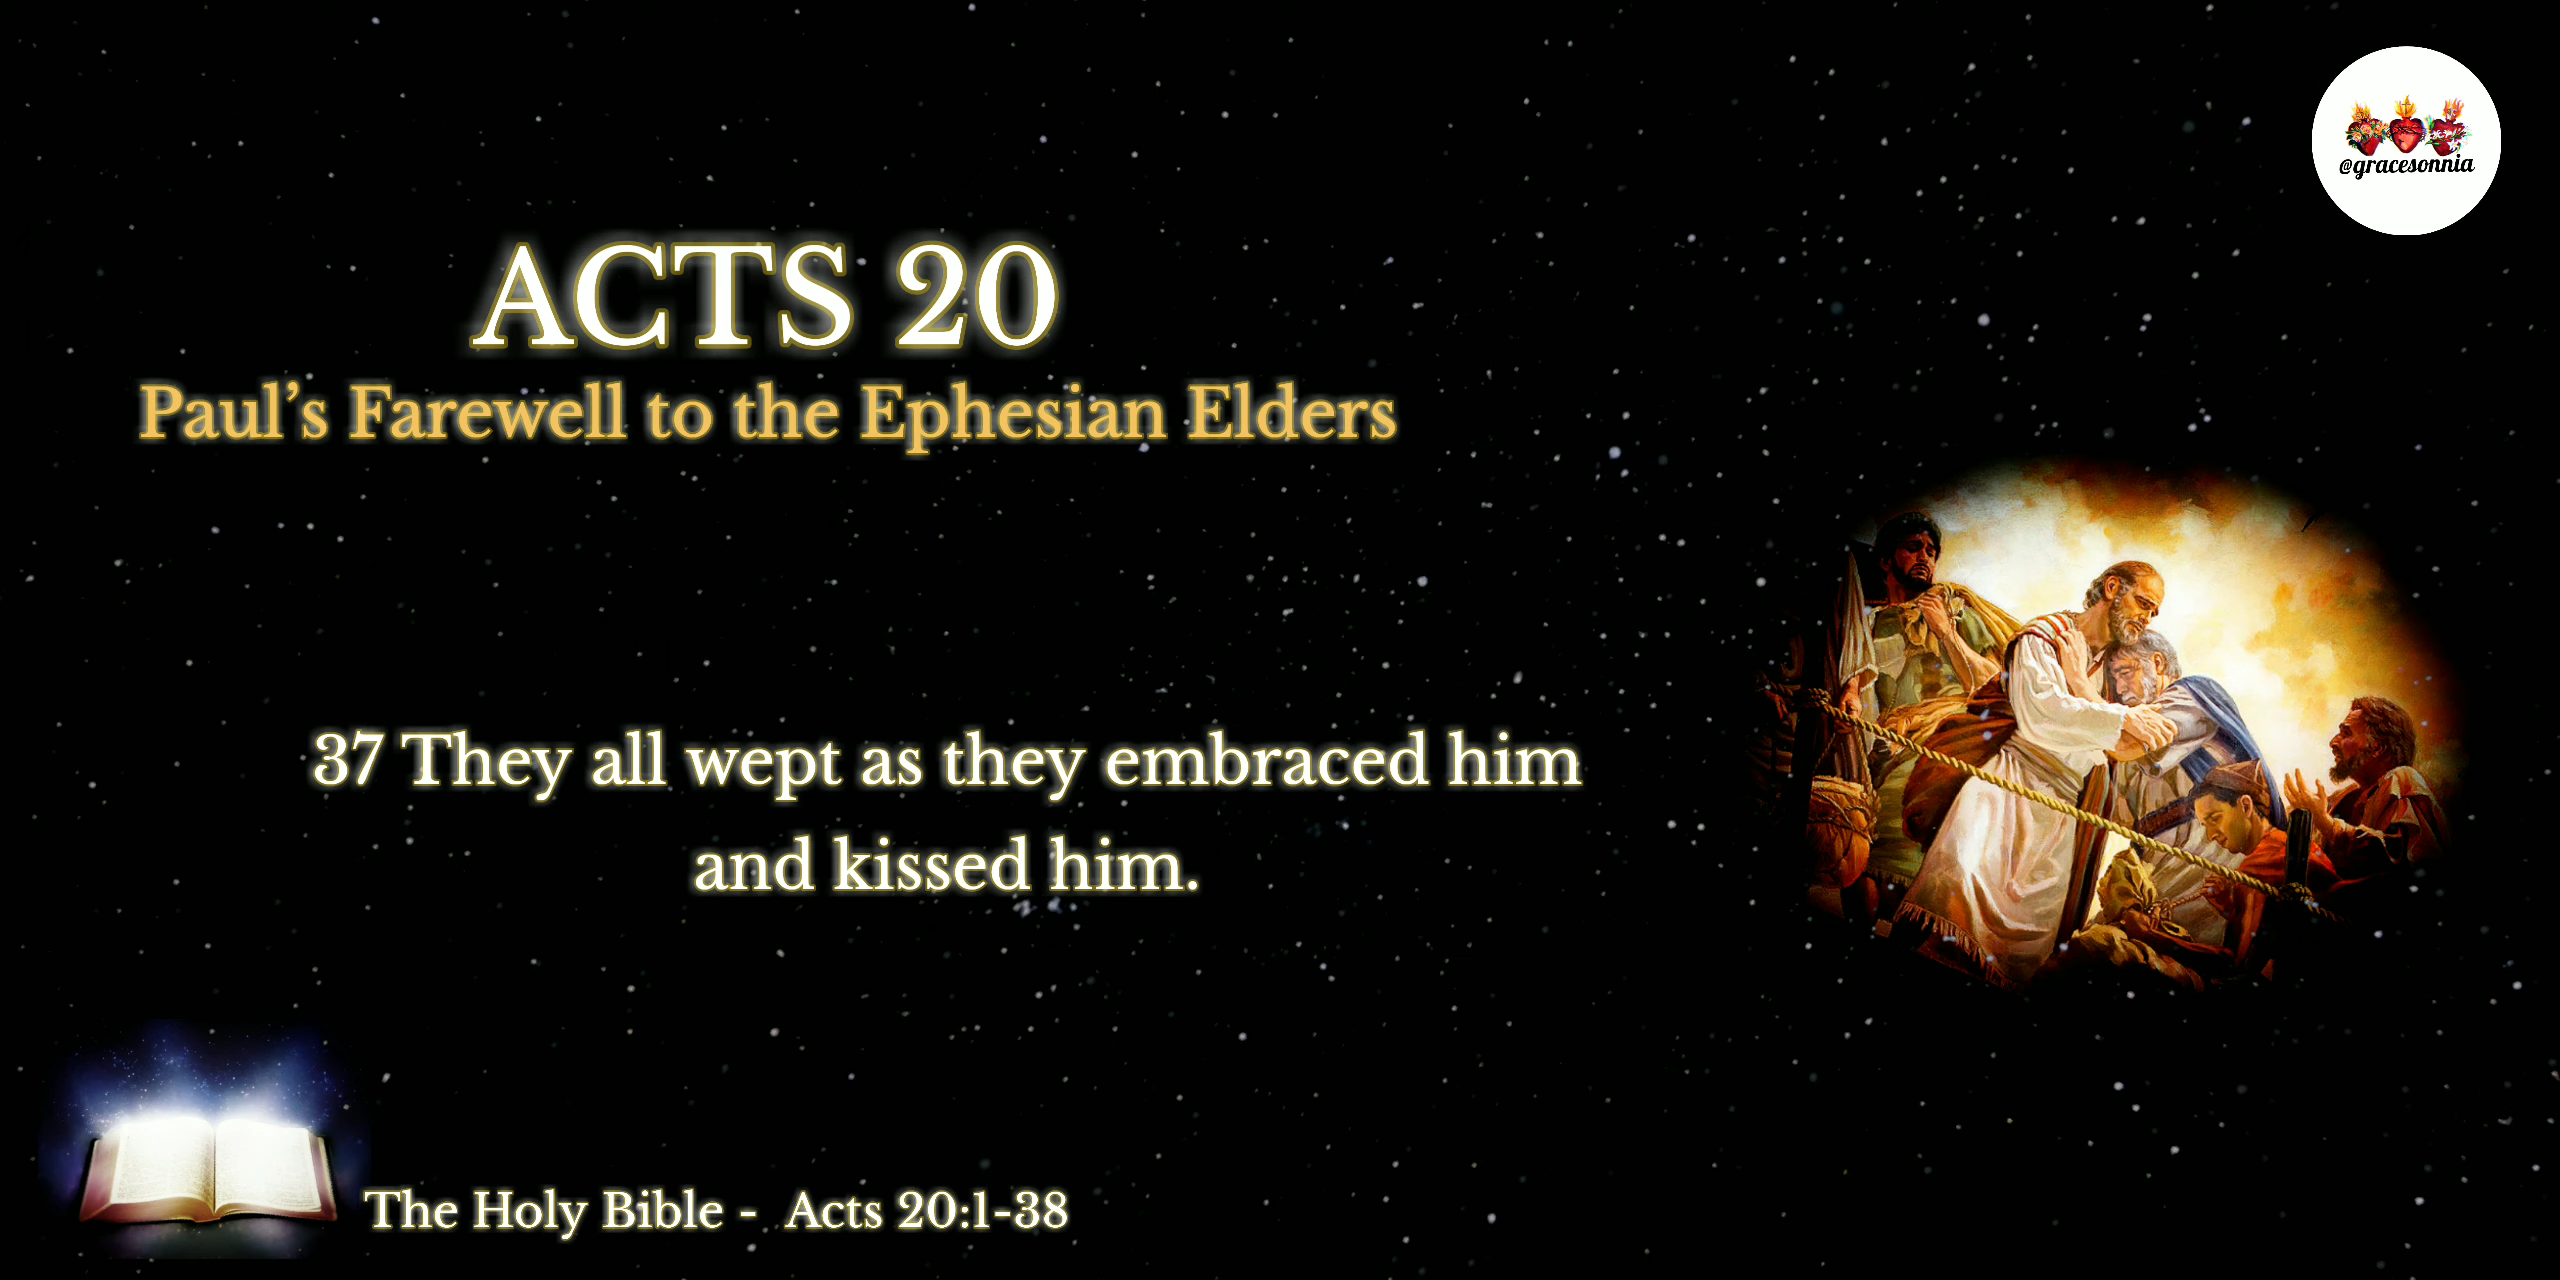 @gracesonnia
ACTS 20
Paul’s Farewell to the Ephesian Elders
37 They all wept as they embraced him
and kissed him.
The Holy Bible - Acts 20:1-38